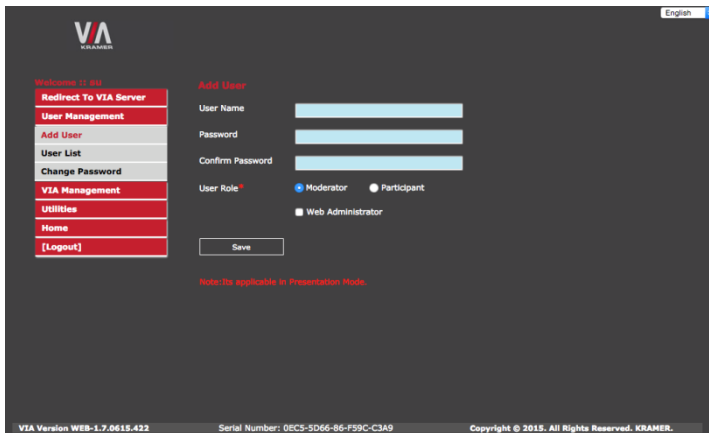 English
VIA
KRAMER
Welcome :: su
Redirect To VIA Server
User Management
Add User
User List
Change Password
VIA Management
Utilities
Home
[Logout]
Add User
User Name
Password
Confirm Password
User Role*
Moderator
Participant
Web Administrator
Save
Note:Its applicable in Presentation Mode.
VIA Version WEB-1.7.0615.422
Serial Number: 0EC5-5D66-86-F59C-C3A9
Copyright © 2015. All Rights Reserved. KRAMER.